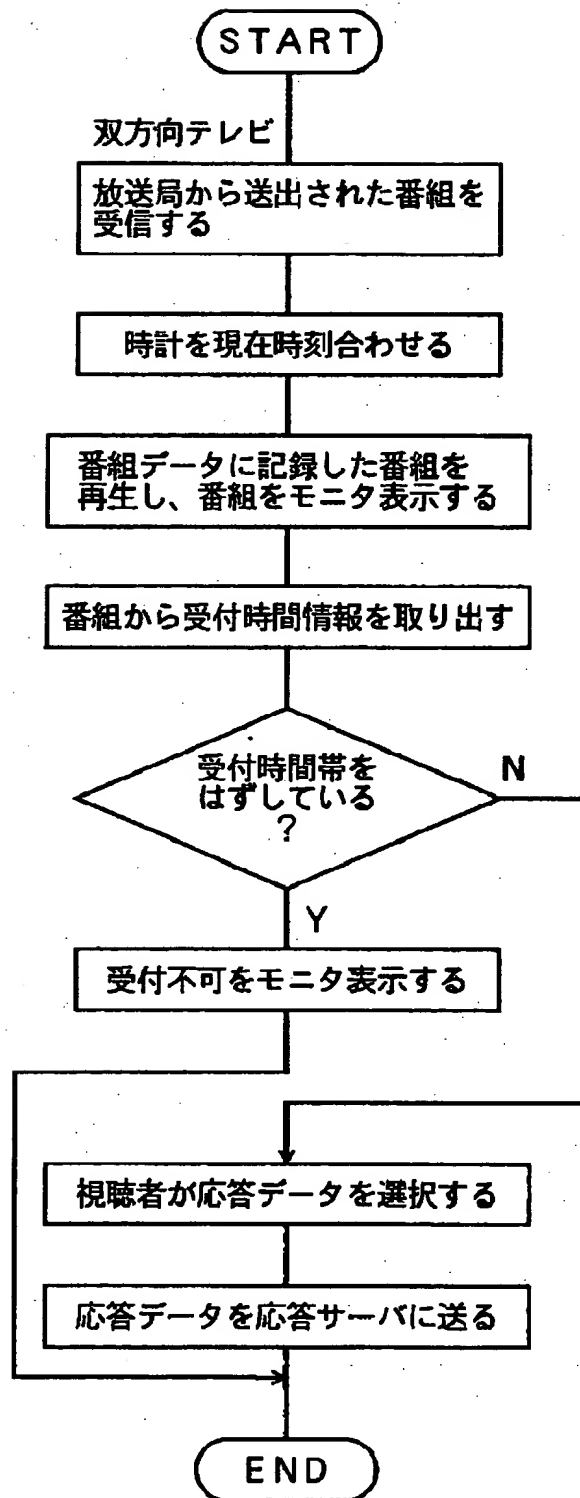 START
双方向テレビ
放送局から送出された番組を
受信する
時計を現在時刻合わせる
番組データに記録した番組を
再生し、番組をモニタ表示する
番組から受付時間情報を取り出す
受付時間帯を
はずしている
?
N
Y
受付不可をモニタ表示する
視聴者が応答データを選択する
応答データを応答サーバに送る
END